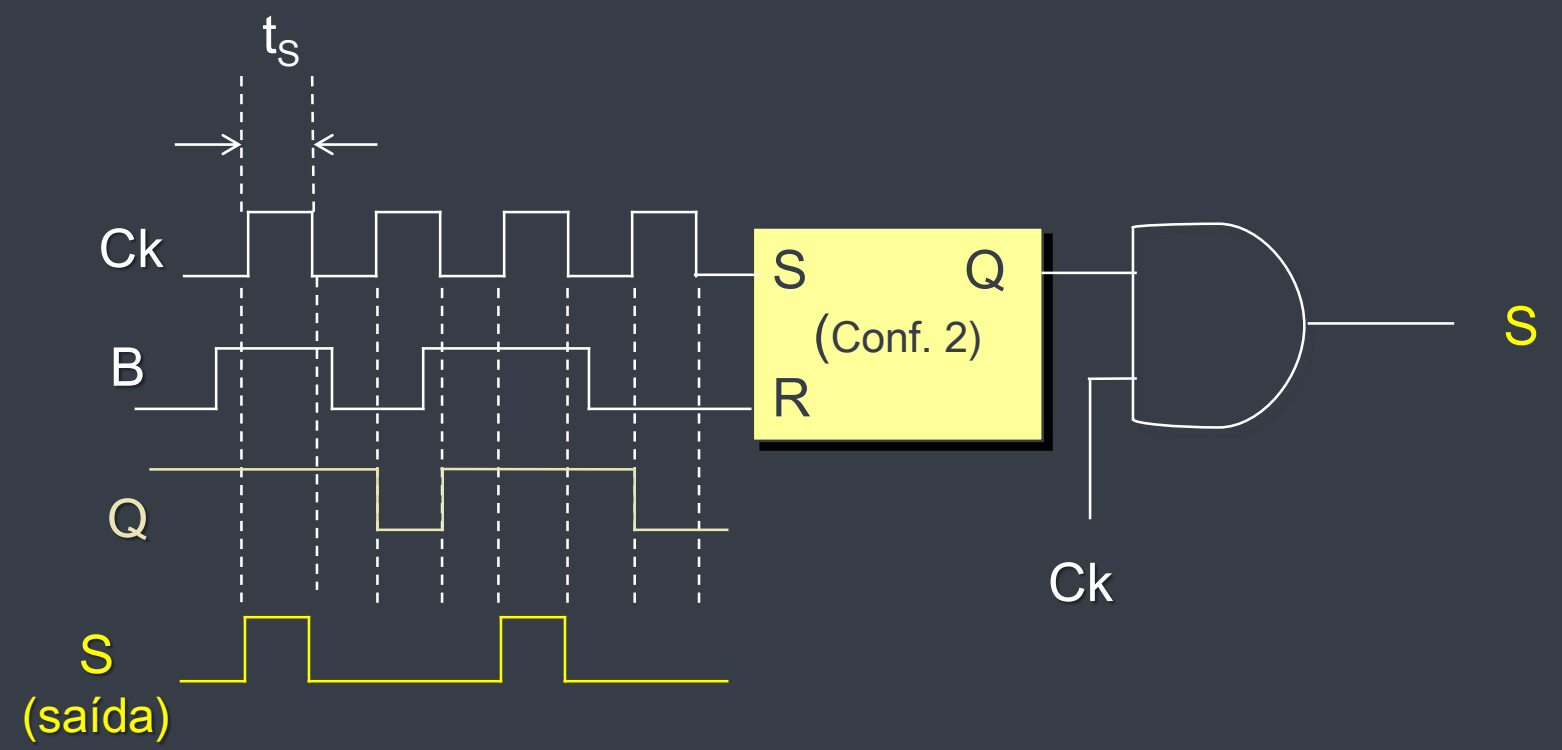 tS
Ck
B
Q
S
(saída)
S Q
(Conf. 2)
R
S
Ck